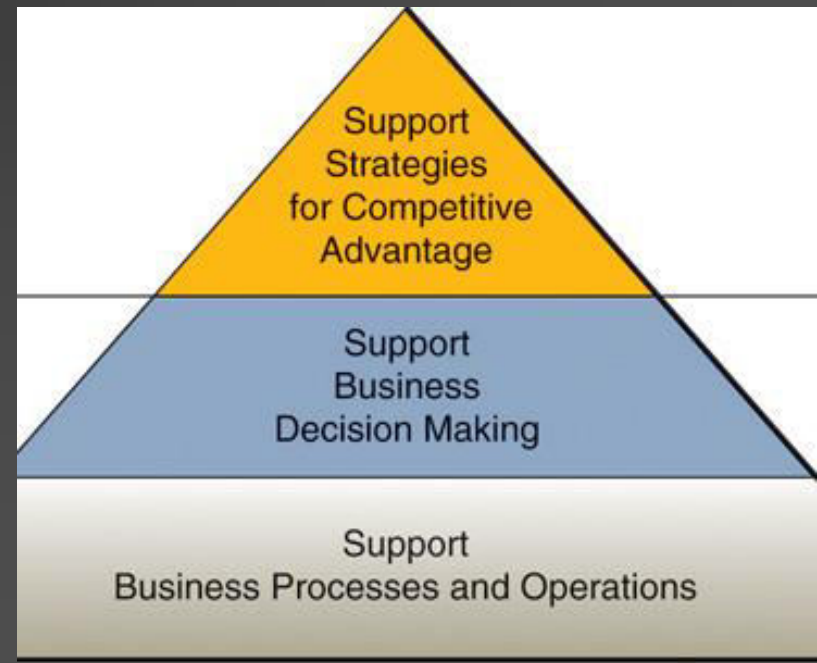 Support
Strategies
for Competitive
Advantage
Support
Business
Decision Making
Support
Business Processes and Operations